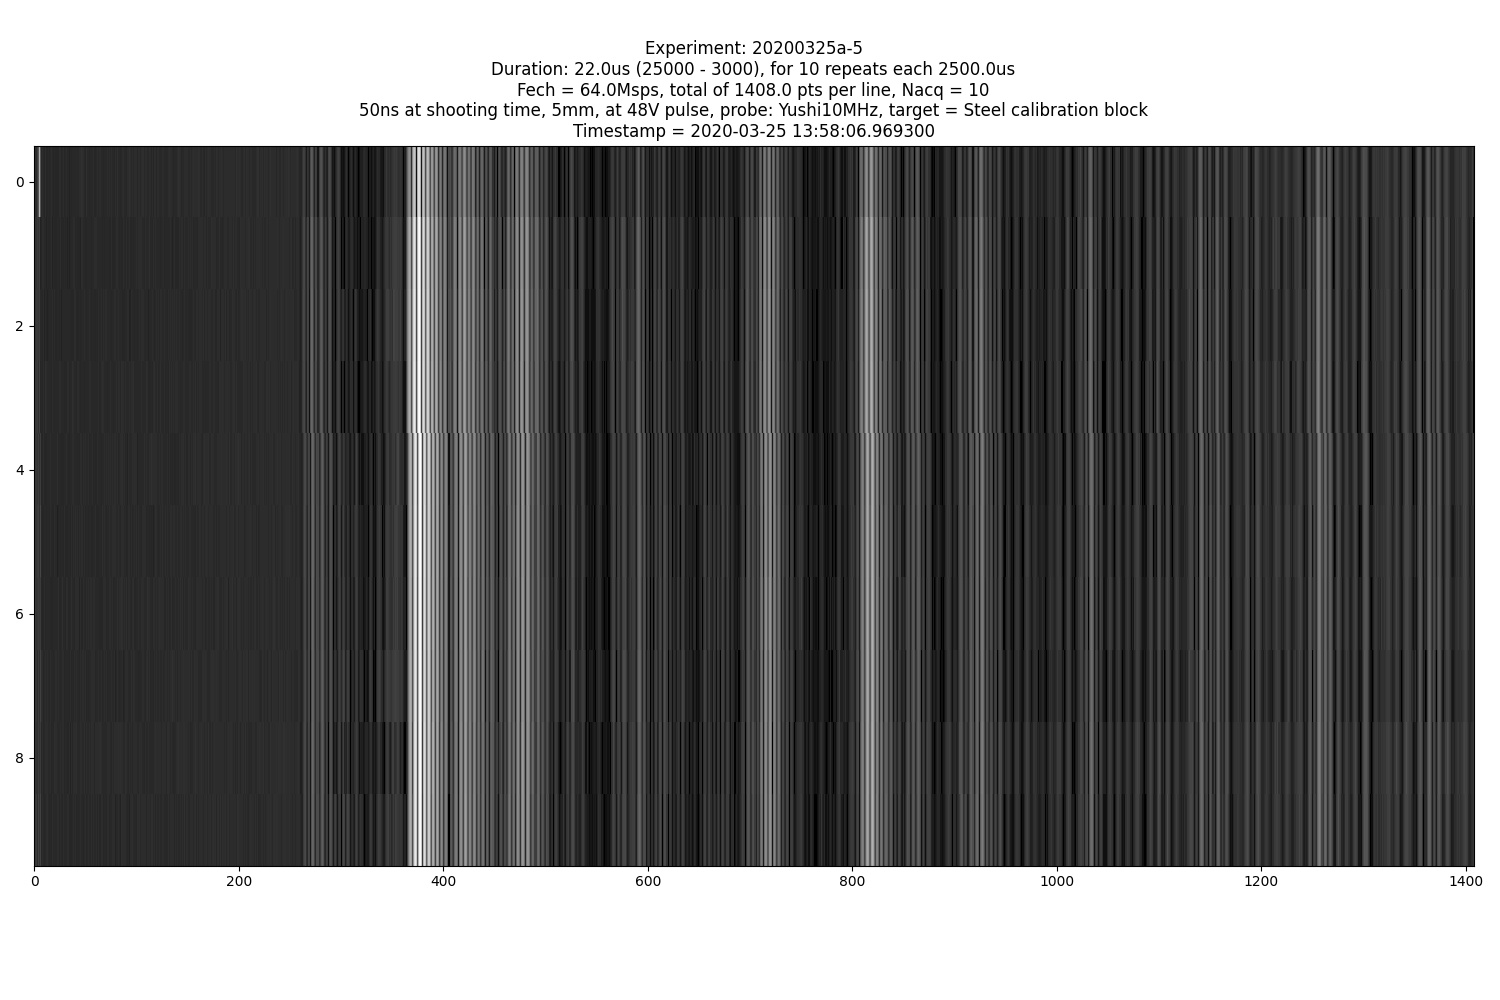 Experiment: 20200325a-5
Duration: 22.0us (25000 - 3000), for 10 repeats each 2500.0us
Fech = 64.0Msps, total of 1408.0 pts per line, Nacq = 10
50ns at shooting time, 5mm, at 48V pulse, probe: Yushi10MHz, target = Steel calibration block
Timestamp = 2020-03-25 13:58:06.969300
0
2
4
6
8
0 200 400 600 800 1000 1200 1400